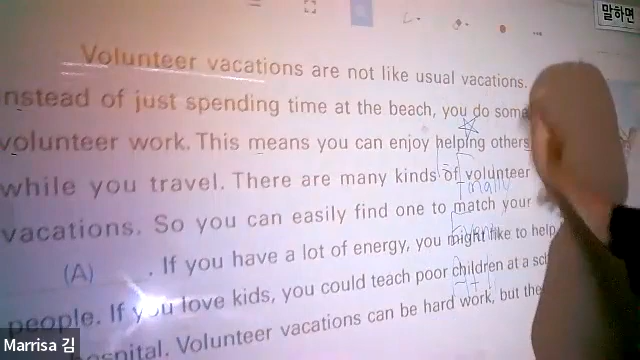 말하면
Volunteer vacations are not like usual vacations.
nstead of just spending time at the beach, you do some
volunteer work. This means you can enjoy helping others
while you travel. There are many kinds of volunteer
vacations. So you can easily find one to match your
(A) . If you have a lot of energy, you might like to help
people. If you love kids, you could teach poor children at a sc
hospital. Volunteer vacations can be hard work, but the
Marrisa 김